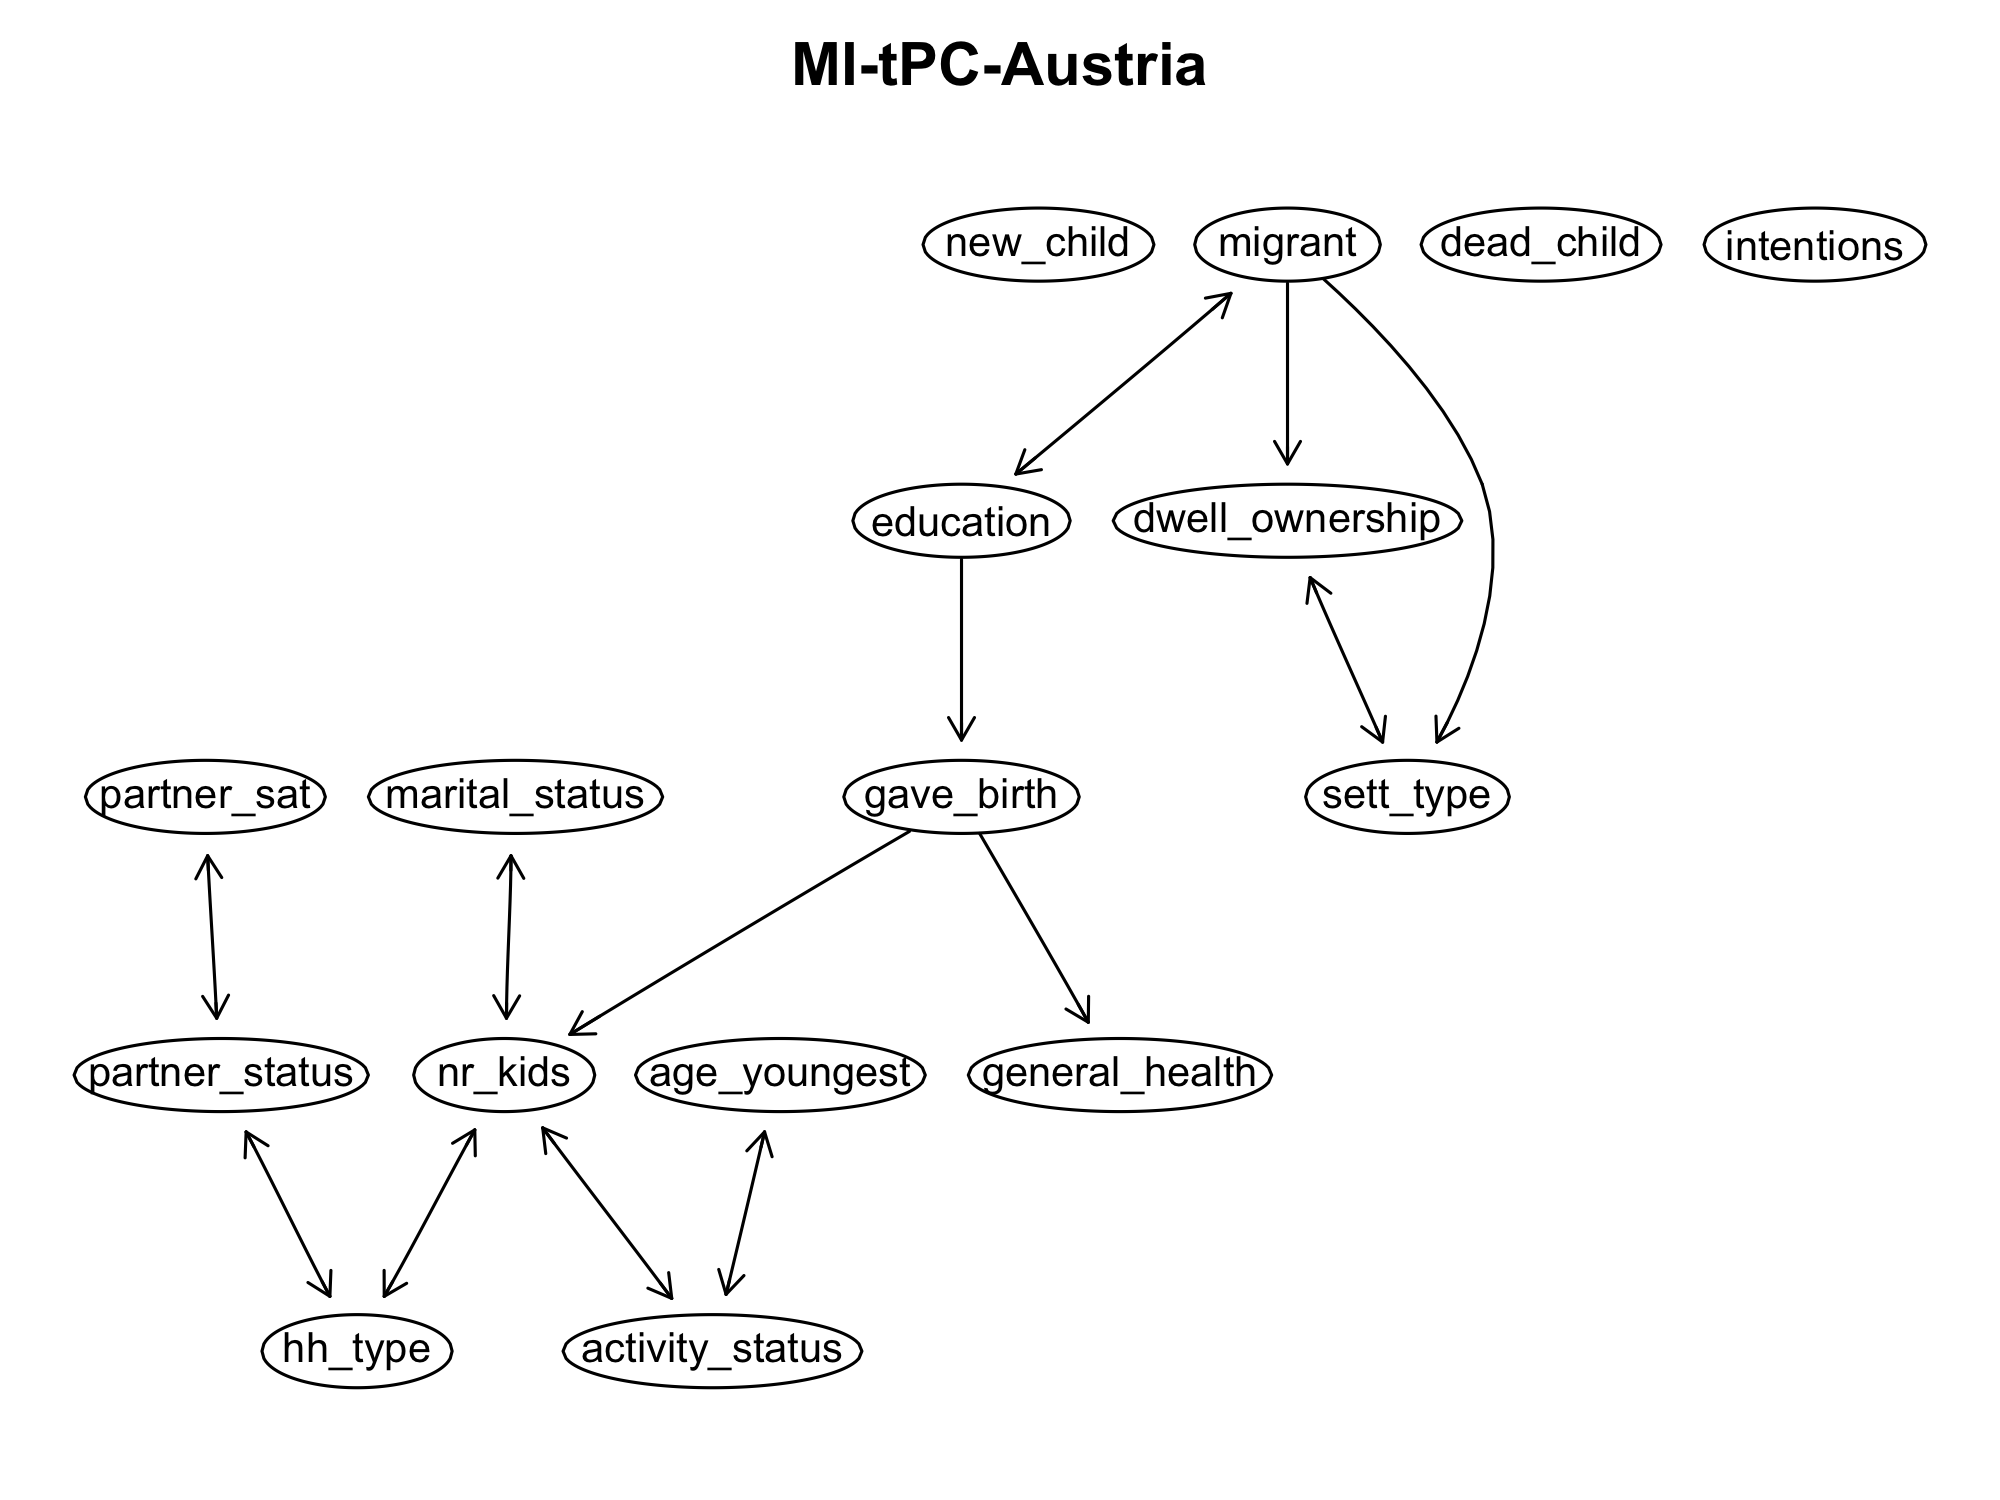 MI-tPC-Austria
new_child
migrant
dead_child
intentions
education
dwell_ownership
partner_sat
marital_status
gave_birth
sett_type
partner_status
nr_kids
age_youngest
general_health
hh_type
activity_status